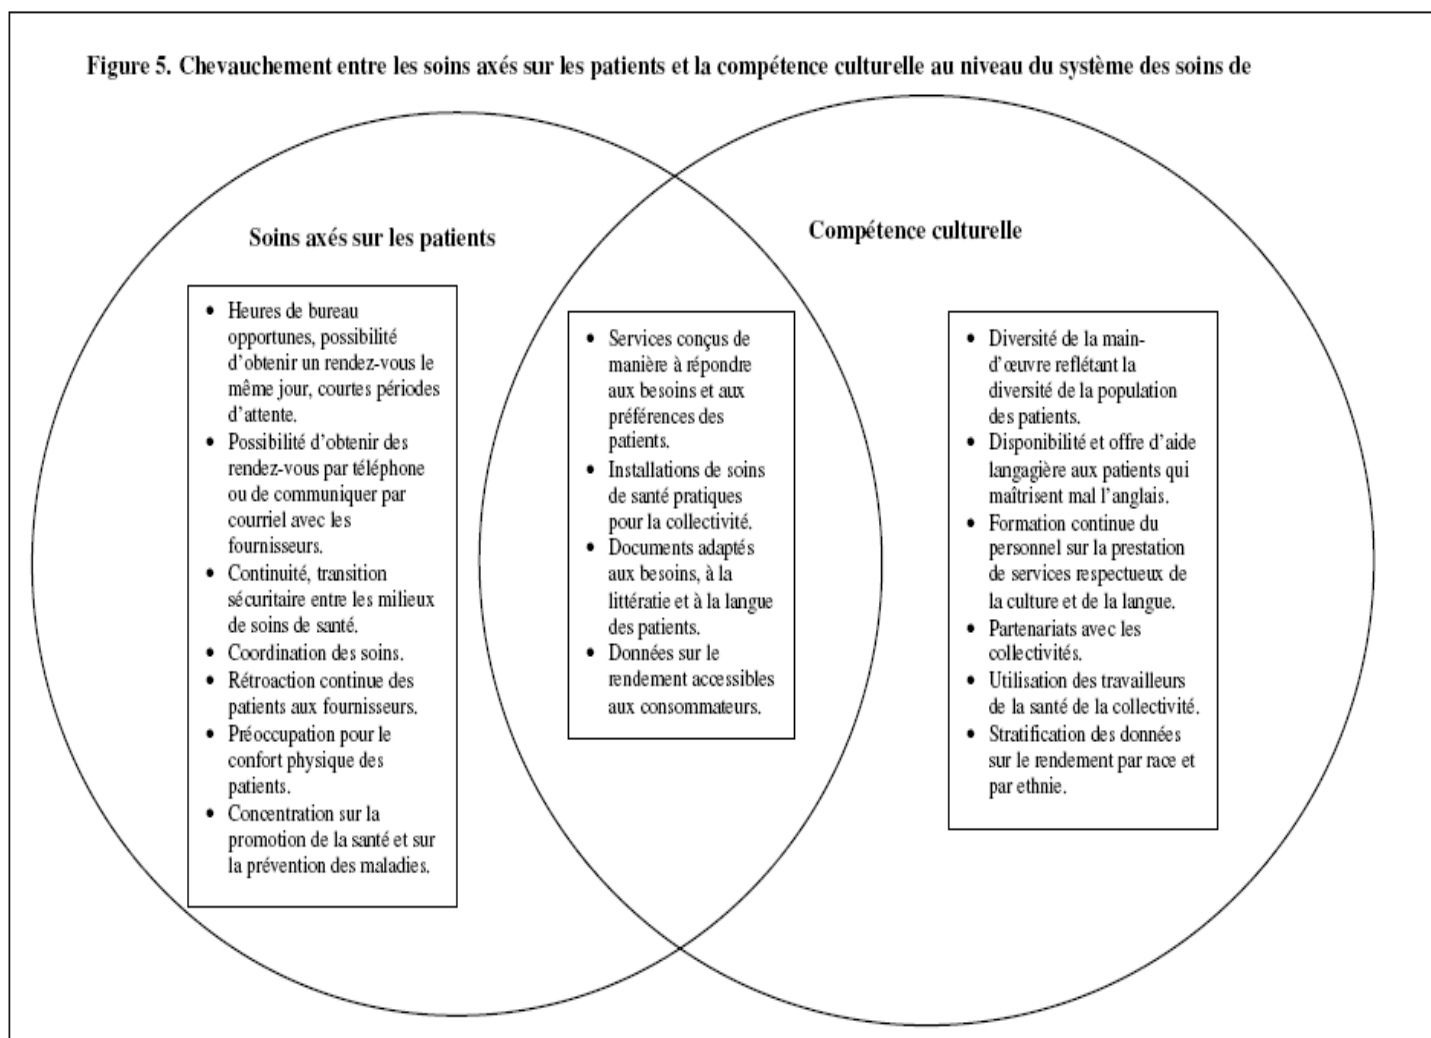 Figure 5. Chevauchement entre les soins axés sur les patients et la compétence culturelle au niveau du système des soins de
Soins axés sur les patients
• Heures de bureau
opportunes, possibilité
d’obtenir un rendez-vous le
même jour, courtes périodes
d’attente.
• Possibilité d’obtenir des
rendez-vous par téléphone
ou de communiquer par
courriel avec les
fournisseurs.
• Continuité, transition
sécuritaire entre les milieux
de soins de santé.
• Coordination des soins.
• Rétroaction continue des
patients aux fournisseurs.
• Préoccupation pour le
confort physique des
patients.
• Concentration sur la
promotion de la santé et sur
la prévention des maladies.
• Services conçus de
manière à répondre
aux besoins et aux
préférences des
patients.
• Installations de soins
de santé pratiques
pour la collectivité.
• Documents adaptés
aux besoins, à la
littératie et à la langue
des patients.
• Données sur le
rendement accessibles
aux consommateurs.
Compétence culturelle
• Diversité de la main-
d’œuvre reflétant la
diversité de la population
des patients.
• Disponibilité et offre d’aide
langagière aux patients qui
maîtrisent mal l’anglais.
• Formation continue du
personnel sur la prestation
de services respectueux de
la culture et de la langue.
• Partenariats avec les
collectivités.
• Utilisation des travailleurs
de la santé de la collectivité.
• Stratification des données
sur le rendement par race et
par ethnie.